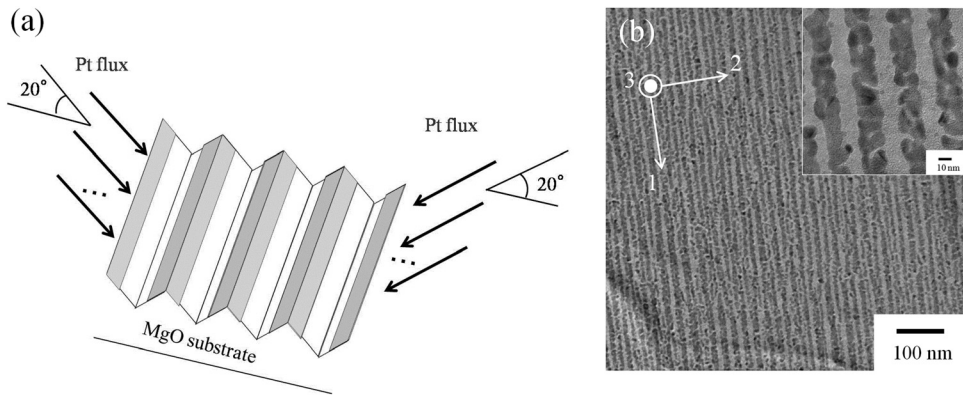 (a)
Pt flux
20°
Pt flux
20°
MgO substrate
(b)
3
2
1
10 nm
100 nm